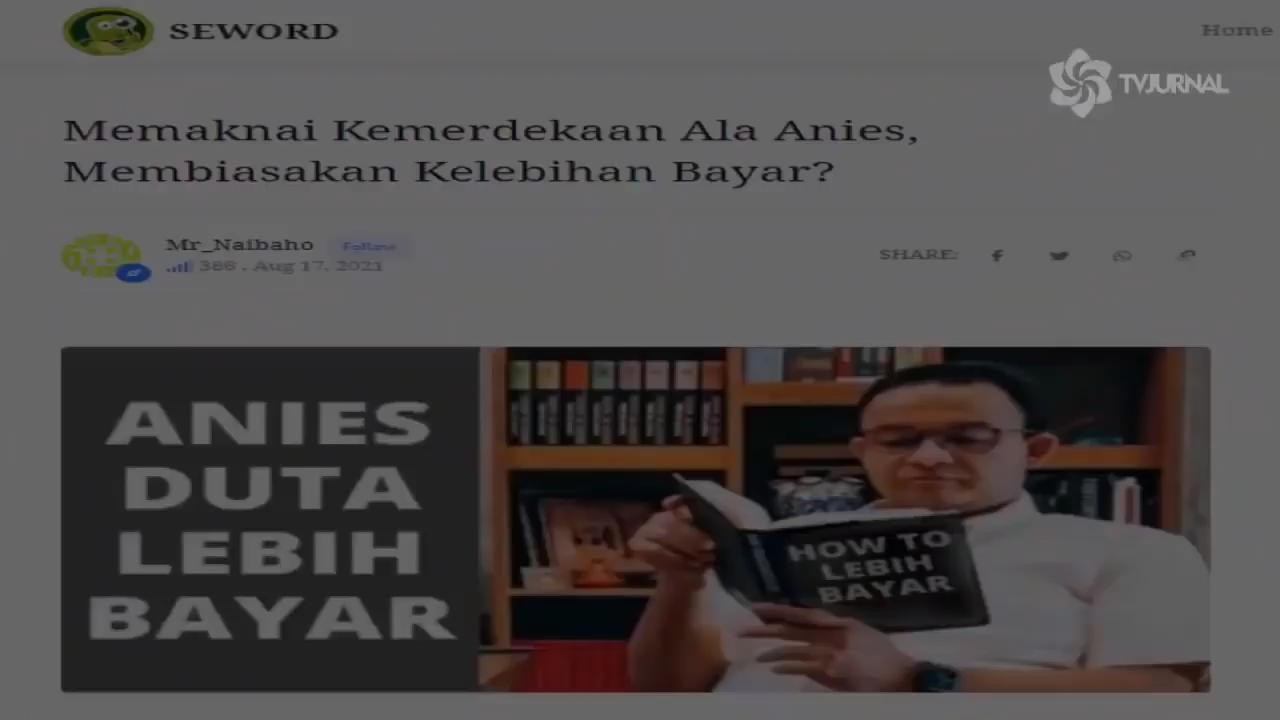 SEWORD
Home
TVJURNAL
Memaknai Kemerdekaan Ala Anies,
Membiasakan Kelebihan Bayar?
Mr_Naibaho
Follow
386 . Aug 17, 2021
SHARE:
ANIES
DUTA
LEBIH
BAYAR
HOW TO
LEBIH
BAYAR